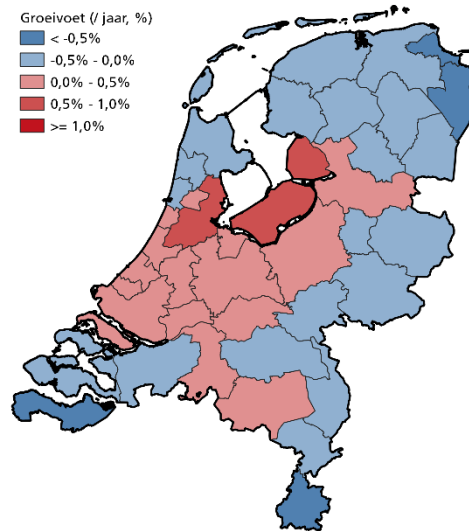 Groeivoet (/ jaar, %)
< -0,5%
-0,5% - 0,0%
0,0% - 0,5%
0,5% - 1,0%
>= 1,0%